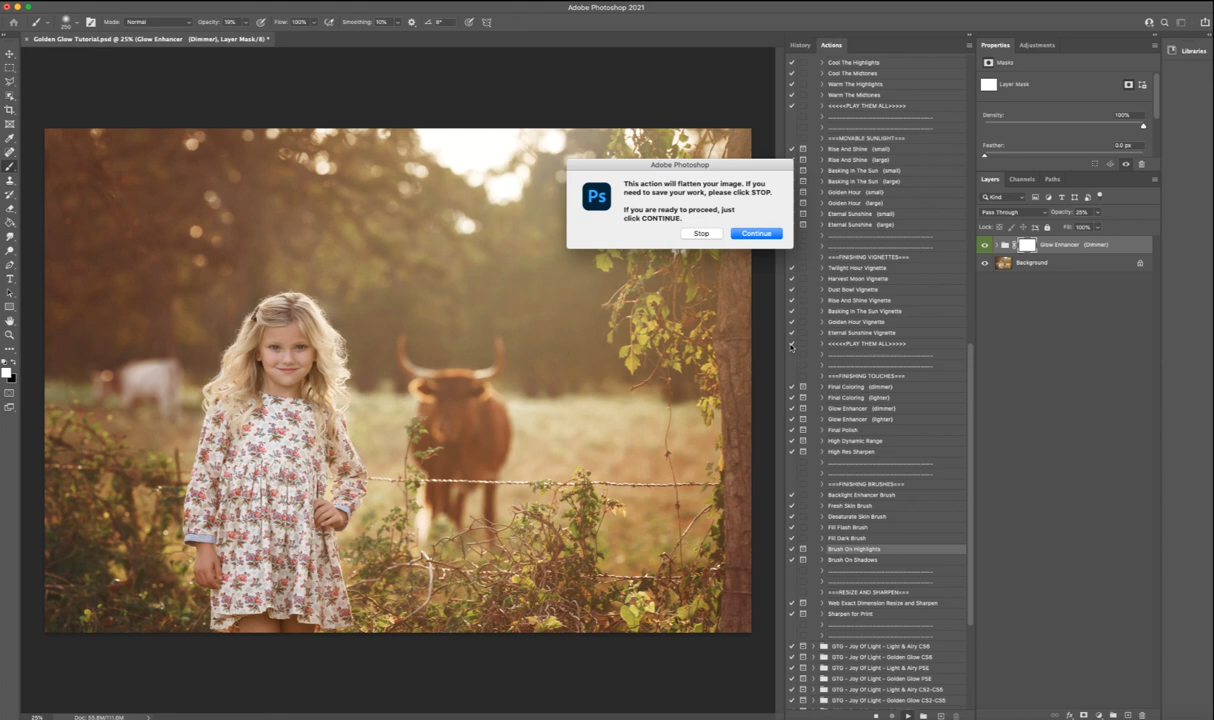 Adobe Photoshop 2021
250
Mode: Normal
Opacity: 19%
Flow: 100%
Smoothing: 10%
8°
× Golden Glow Tutorial.psd @ 25% (Glow Enhancer (Dimmer), Layer Mask/8) *
History
Actions
Cool The Highlights
Cool The Midtones
Warm The Highlights
Warm The Midtones
<<<<<PLAY THEM ALL>>>>>
===MOVABLE SUNLIGHT===
Rise And Shine (small)
Rise And Shine (large)
Basking In The Sun (small)
Basking In The Sun (large)
Golden Hour (small)
Golden Hour (large)
Eternal Sunshine (small)
Eternal Sunshine (large)
===FINISHING VIGNETTES===
Twilight Hour Vignette
Harvest Moon Vignette
Dust Bowl Vignette
Rise And Shine Vignette
Basking In The Sun Vignette
Golden Hour Vignette
Eternal Sunshine Vignette
<<<<<PLAY THEM ALL>>>>>
===FINISHING TOUCHES===
Final Coloring (dimmer)
Final Coloring (lighter)
Glow Enhancer (dimmer)
Glow Enhancer (lighter)
Final Polish
High Dynamic Range
High Res Sharpen
===FINISHING BRUSHES===
Backlight Enhancer Brush
Fresh Skin Brush
Desaturate Skin Brush
Fill Flash Brush
Fill Dark Brush
Brush On Highlights
Brush On Shadows
===RESIZE AND SHARPEN===
Web Exact Dimension Resize and Sharpen
Sharpen for Print
GTG - Joy Of Light - Light & Airy CS6
GTG - Joy Of Light - Golden Glow CS6
GTG - Joy Of Light - Light & Airy PSE
GTG - Joy Of Light - Golden Glow PSE
GTG - Joy Of Light - Light & Airy CS2-CS5
GTG - Joy Of Light - Golden Glow CS2-CS5
Adobe Photoshop
Ps
This action will flatten your image. If you
need to save your work, please click STOP.
If you are ready to proceed, just
click CONTINUE.
Stop
Continue
Properties
Adjustments
Masks
Layer Mask
Density: 100%
Feather: 0.0 px
Layers
Channels
Paths
Kind
Pass Through
Opacity: 25%
Lock:
Fill: 100%
Glow Enhancer (Dimmer)
Background
Libraries
25%
Doc: 55.8M/111.6M